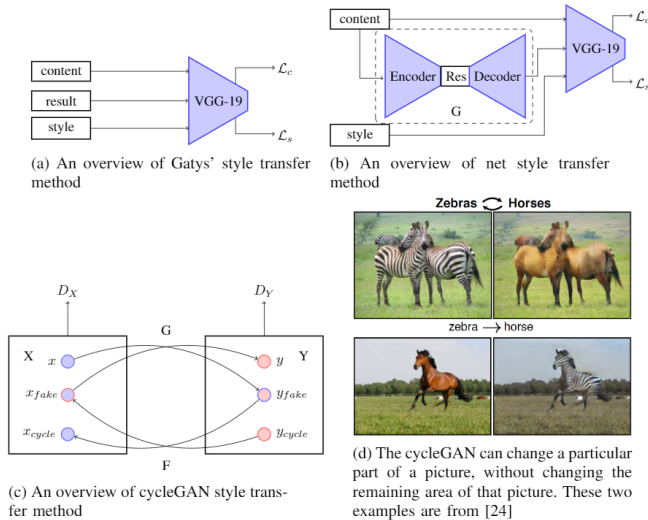 content
result
style
VGG-19
ℒc
ℒs
(a) An overview of Gatys' style transfer
method
content
Encoder
Res
Decoder
G
style
VGG-19
ℒc
ℒs
(b) An overview of net style transfer
method
DX
DY
G
X
x
xfake
xcycle
Y
y
yfake
ycycle
F
(c) An overview of cycleGAN style trans-
fer method
Zebras Horses
zebra → horse
(d) The cycleGAN can change a particular
part of a picture, without changing the
remaining area of that picture. These two
examples are from [24]